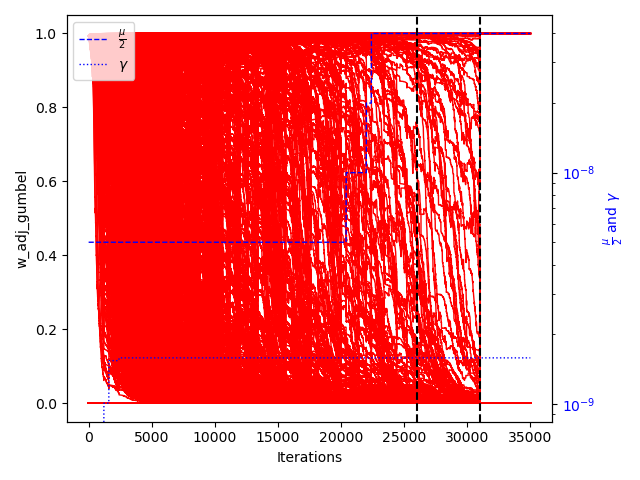 1.0
0.8
0.6
0.4
0.2
0.0
w_adj_gumbel
μ/2
γ
10⁻⁸
10⁻⁹
μ/2 and γ
0 5000 10000 15000 20000 25000 30000 35000
Iterations